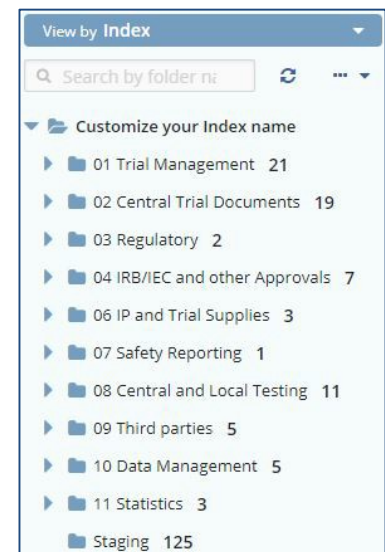 View by Index
Search by folder na
Customize your Index name
01 Trial Management 21
02 Central Trial Documents 19
03 Regulatory 2
04 IRB/IEC and other Approvals 7
06 IP and Trial Supplies 3
07 Safety Reporting 1
08 Central and Local Testing 11
09 Third parties 5
10 Data Management 5
11 Statistics 3
Staging 125